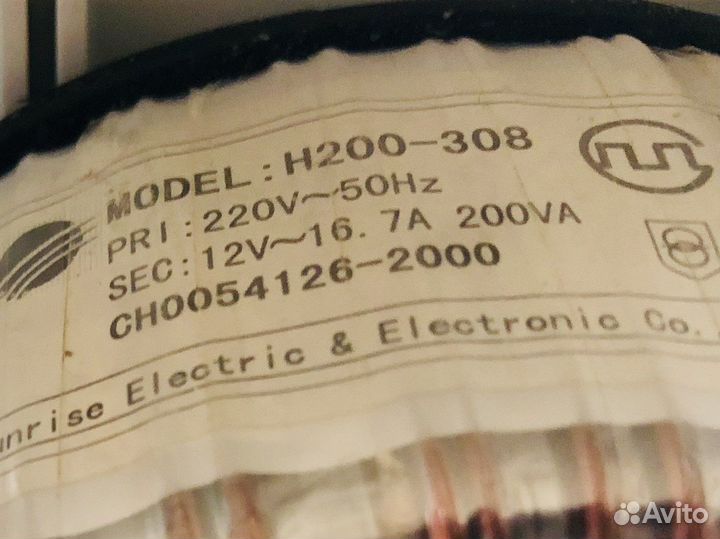 MODEL: H200-308
PRI: 220V~50Hz
SEC: 12V~16.7A 200VA
CH0054126-2000
Electric & Electronic Co.
Avito